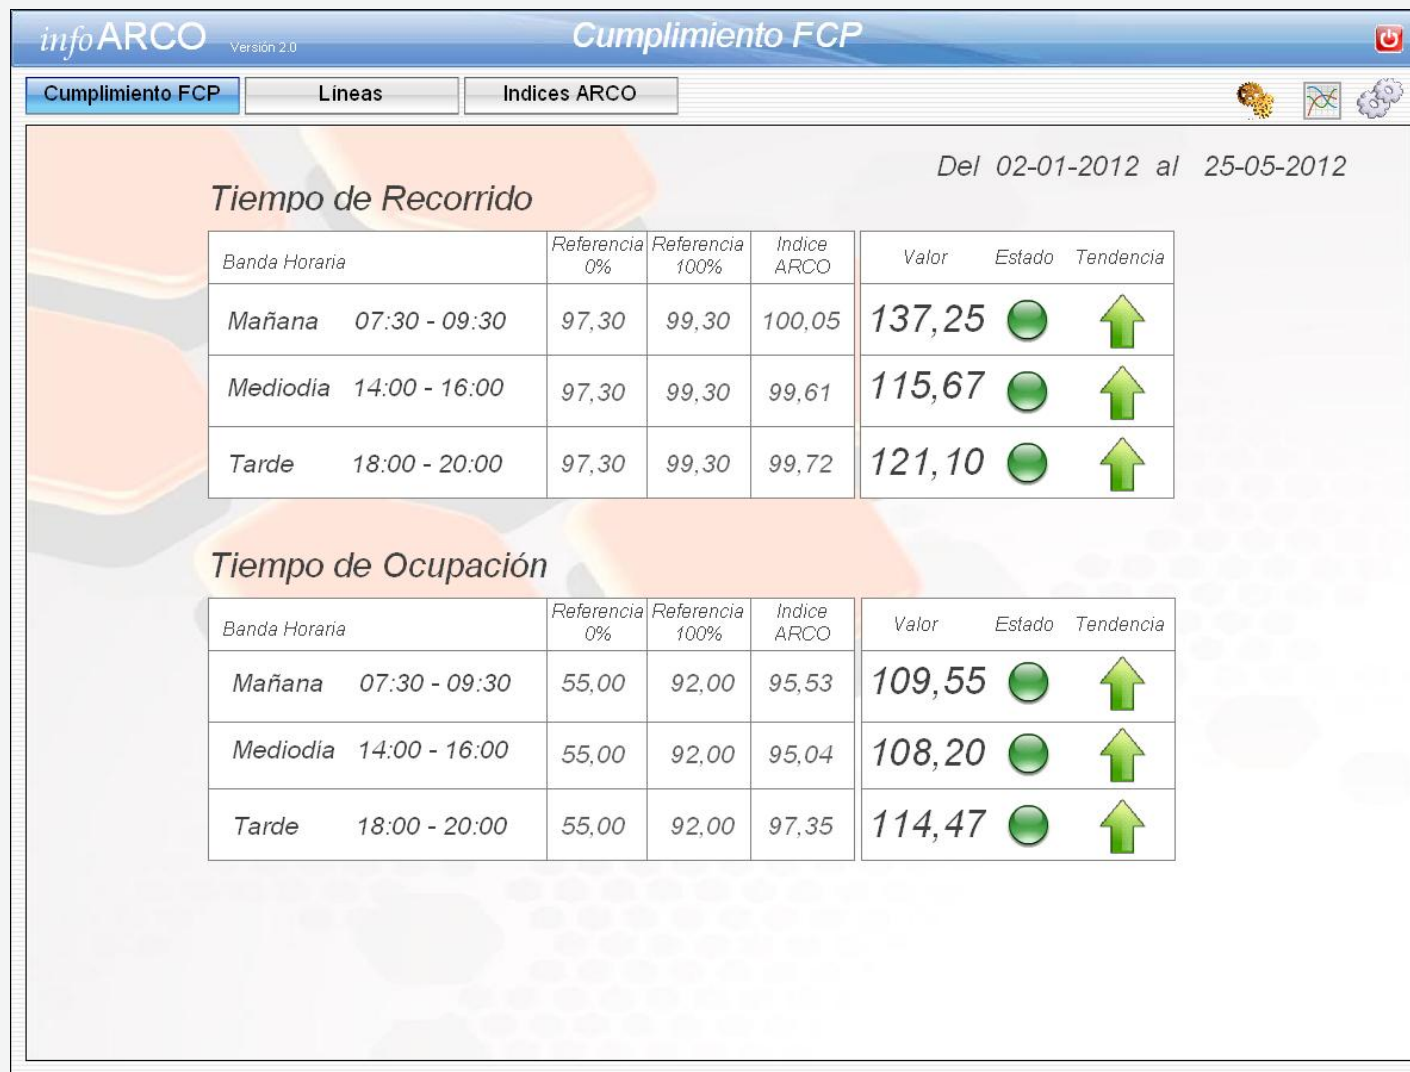 infoARCO Versión 2.0 Cumplimiento FCP
Cumplimiento FCP Líneas Indices ARCO
Del 02-01-2012 al 25-05-2012
Tiempo de Recorrido
Banda Horaria Referencia 0% Referencia 100% Indice ARCO Valor Estado Tendencia
Mañana 07:30 - 09:30 97,30 99,30 100,05 137,25
Mediodia 14:00 - 16:00 97,30 99,30 99,61 115,67
Tarde 18:00 - 20:00 97,30 99,30 99,72 121,10
Tiempo de Ocupación
Banda Horaria Referencia 0% Referencia 100% Indice ARCO Valor Estado Tendencia
Mañana 07:30 - 09:30 55,00 92,00 95,53 109,55
Mediodia 14:00 - 16:00 55,00 92,00 95,04 108,20
Tarde 18:00 - 20:00 55,00 92,00 97,35 114,47